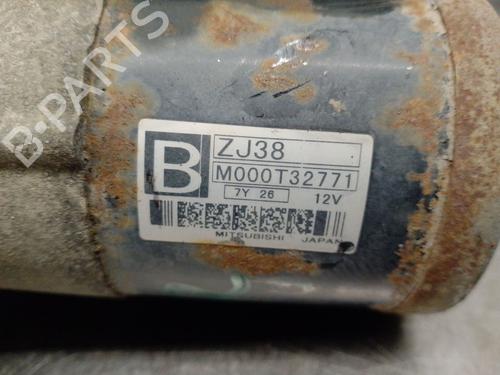 B-PARTS
B
ZJ38
M000T32771
7Y 26
12V
MITSUBISHI JAPAN